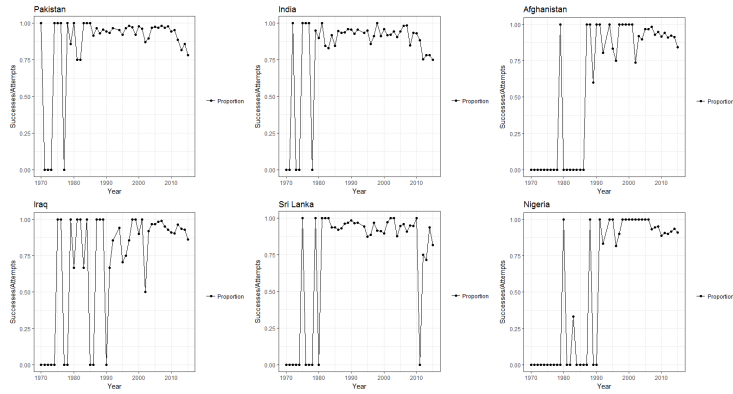 Pakistan
India
Afghanistan
Successes/Attempts
1.00
0.75
0.50
0.25
0.00
1970
1980
1990
2000
2010
Year
Proportion
Successes/Attempts
1.00
0.75
0.50
0.25
0.00
1970
1980
1990
2000
2010
Year
Proportion
Successes/Attempts
1.00
0.75
0.50
0.25
0.00
1970
1980
1990
2000
2010
Year
Proportion
Iraq
Sri Lanka
Nigeria
Successes/Attempts
1.00
0.75
0.50
0.25
0.00
1970
1980
1990
2000
2010
Year
Proportion
Successes/Attempts
1.00
0.75
0.50
0.25
0.00
1970
1980
1990
2000
2010
Year
Proportion
Successes/Attempts
1.00
0.75
0.50
0.25
0.00
1970
1980
1990
2000
2010
Year
Proportion